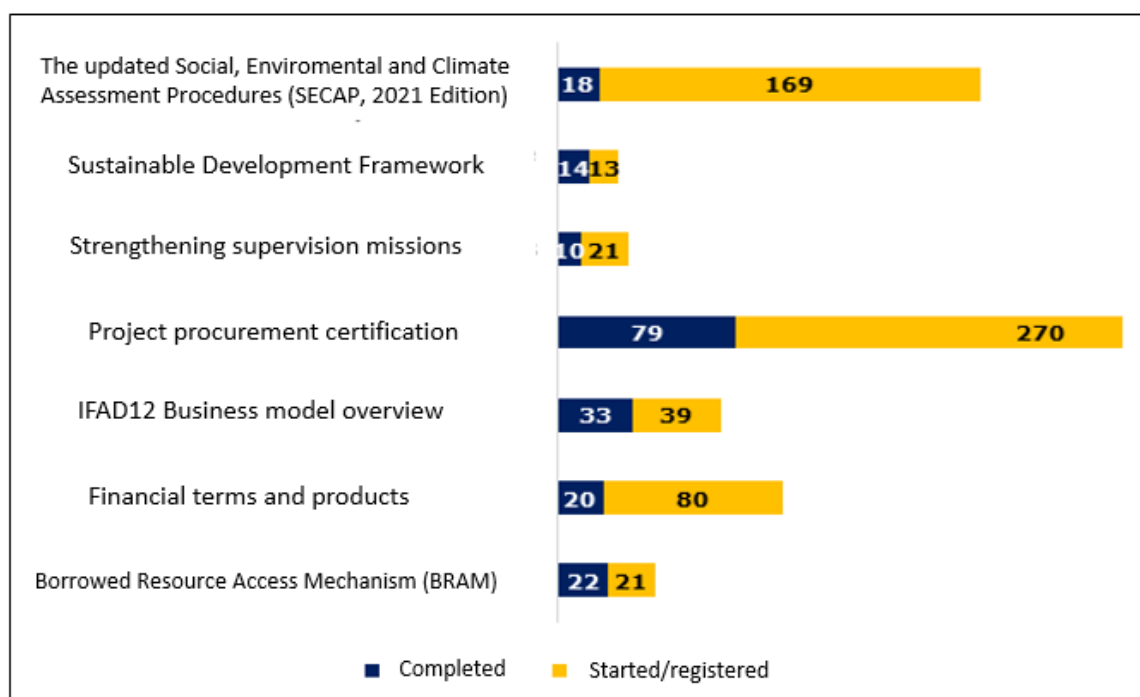 The updated Social, Enviromental and Climate
Assessment Procedures (SECAP, 2021 Edition)
18 169
Sustainable Development Framework
14 13
Strengthening supervision missions
10 21
Project procurement certification
79 270
IFAD12 Business model overview
33 39
Financial terms and products
20 80
Borrowed Resource Access Mechanism (BRAM)
22 21
Completed Started/registered